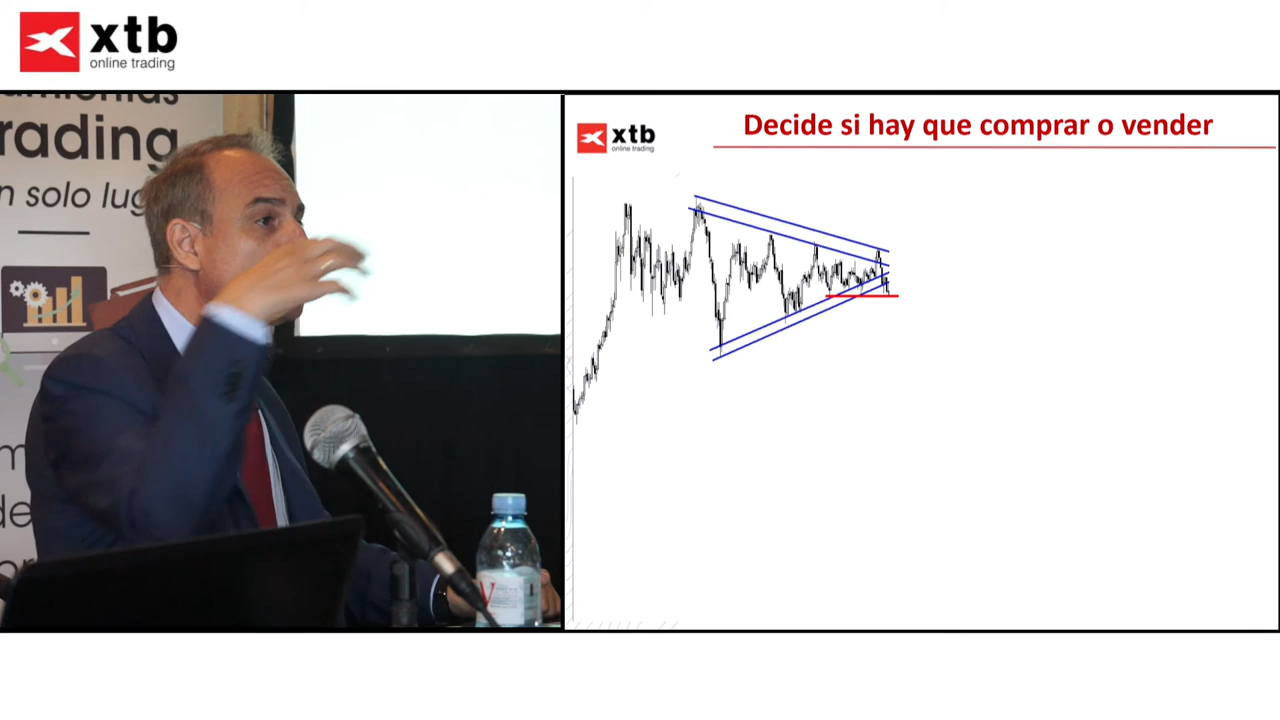 xtb
online trading
rading
n solo lug
xtb
online trading
Decide si hay que comprar o vender